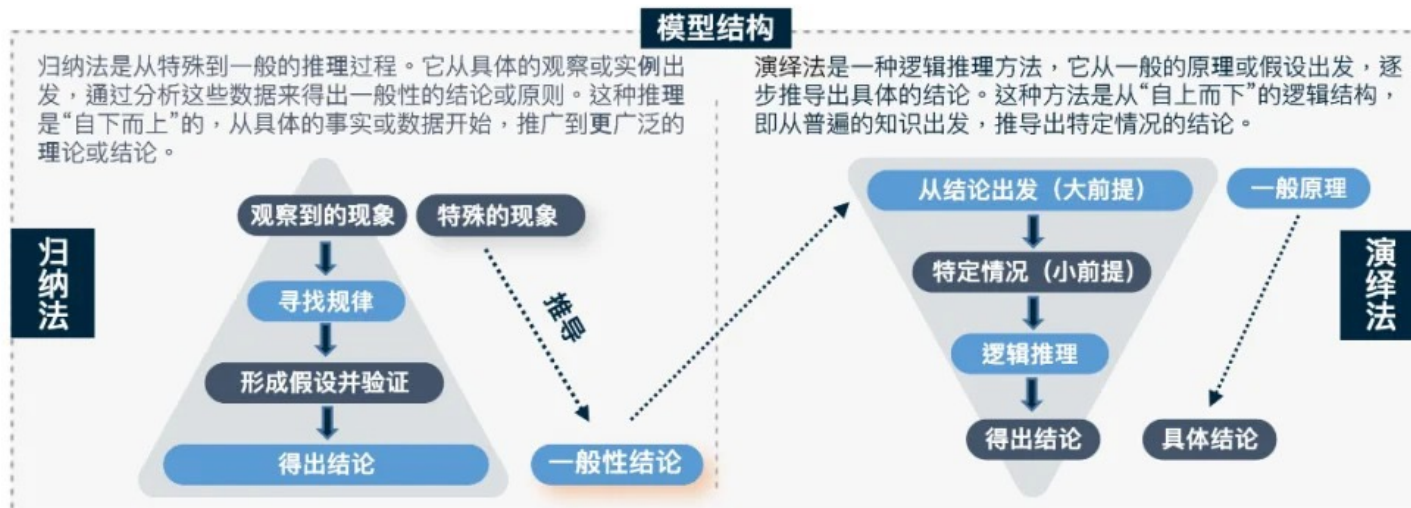 模型结构
归纳法是从特殊到一般的推理过程。它从具体的观察或实例出
发，通过分析这些数据来得出一般性的结论或原则。这种推理
是“自下而上”的，从具体的事实或数据开始，推广到更广泛的
理论或结论。
归纳法
观察到的现象
特殊的现象
寻找规律
推导
形成假设并验证
得出结论
一般性结论
演绎法是一种逻辑推理方法，它从一般的原理或假设出发，逐
步推导出具体的结论。这种方法是从“自上而下”的逻辑结构，
即从普遍的知识出发，推导出特定情况的结论。
从结论出发（大前提）
一般原理
特定情况（小前提）
逻辑推理
得出结论
具体结论
演绎法